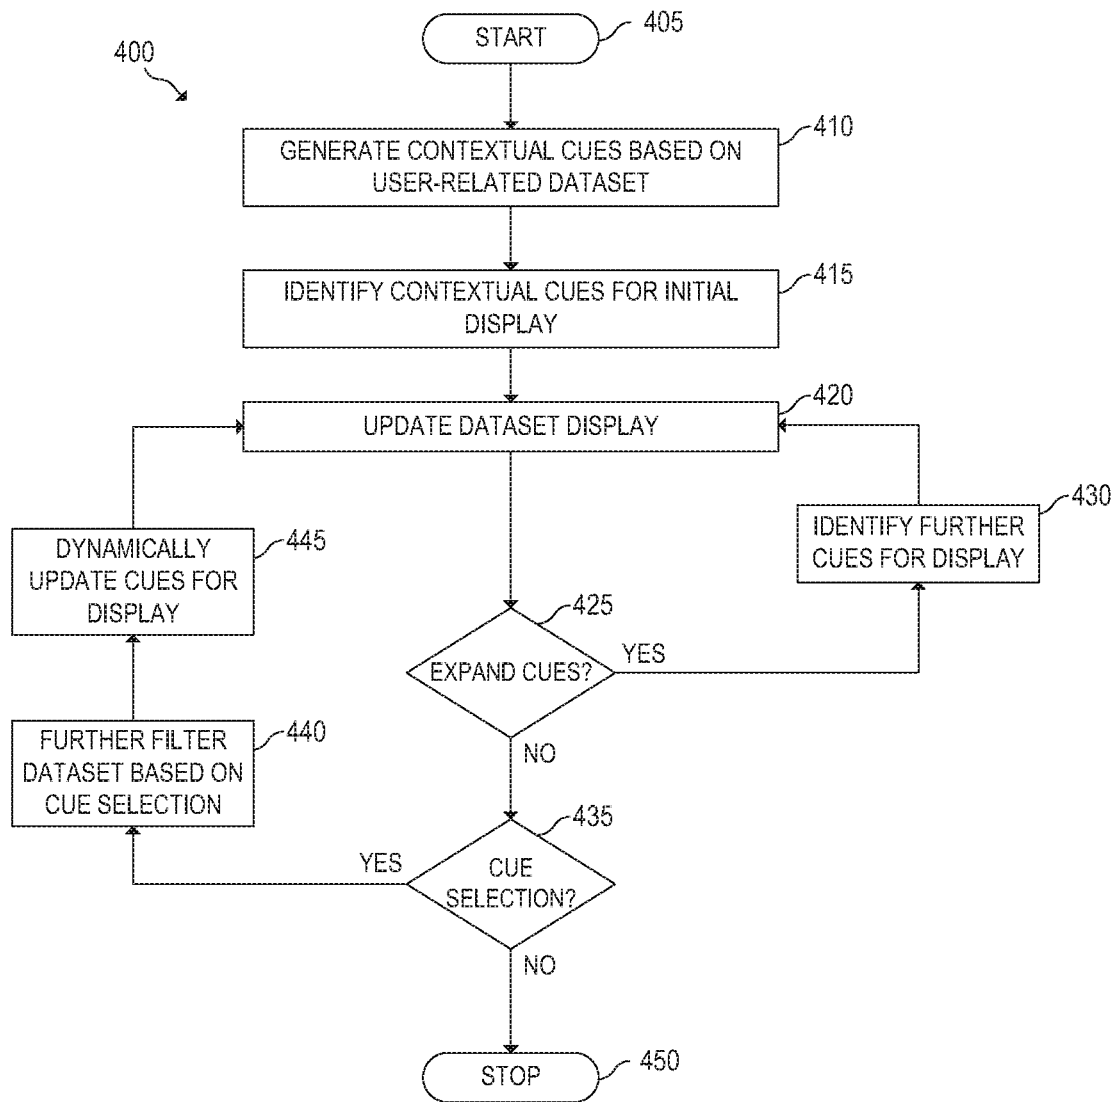 START
405
400
GENERATE CONTEXTUAL CUES BASED ON
USER-RELATED DATASET
410
IDENTIFY CONTEXTUAL CUES FOR INITIAL
DISPLAY
415
UPDATE DATASET DISPLAY
420
IDENTIFY FURTHER
CUES FOR DISPLAY
430
DYNAMICALLY
UPDATE CUES FOR
DISPLAY
445
EXPAND CUES?
425
YES
NO
FURTHER FILTER
DATASET BASED ON
CUE SELECTION
440
CUE
SELECTION?
435
YES
NO
STOP
450